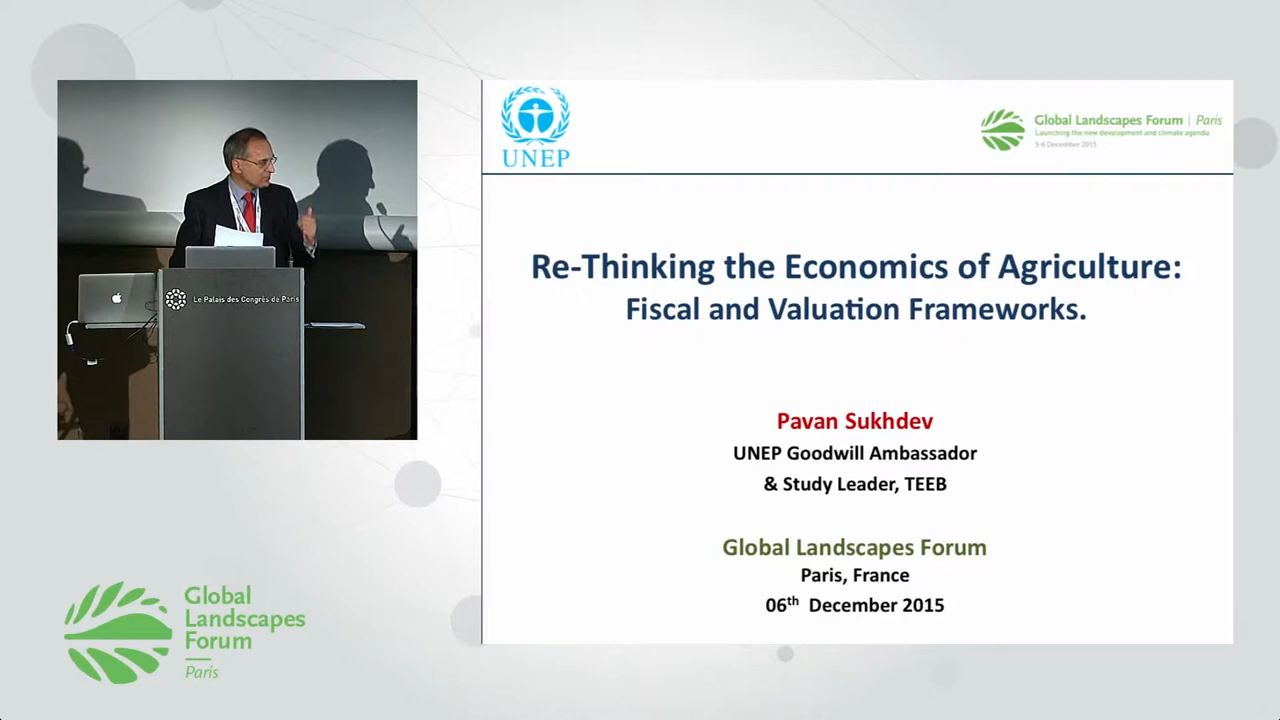 UNEP
Global Landscapes Forum | Paris
Launching the new development and climate agenda
5-6 December 2015
Re-Thinking the Economics of Agriculture:
Fiscal and Valuation Frameworks.
Le Palais des Congrès de Paris
Pavan Sukhdev
UNEP Goodwill Ambassador
& Study Leader, TEEB
Global Landscapes Forum
Paris, France
06th December 2015
Global
Landscapes
Forum
Paris